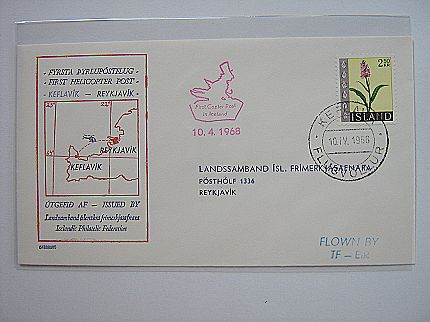 - FYRSTA ÞYRLUPÓSTFLUG -
- FIRST HELICOPTER POST -
KEFLAVÍK - REYKJAVÍK
REYKJAVÍK
KEFLAVÍK
ÚTGEFIÐ AF - ISSUED BY
Landssamband íslenzkra frímerkjasafnara
Icelandic Philatelic Federation
First Copter Post
in Iceland
10.4.1968
2.50
ÍSLAND
10.IV.1968
LANDSSAMBAND ÍSL. FRÍMERKJASAFNARA
PÓSTHÓLF 1336
REYKJAVÍK
FLOWN BY
TF - EIR